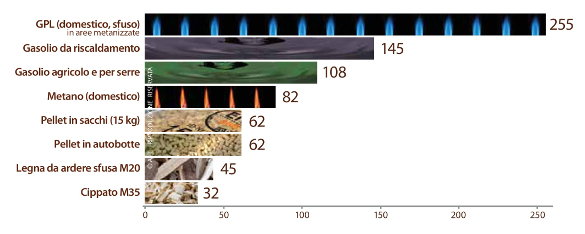 GPL (domestico, sfuso) 255
in aree metanizzate
Gasolio da riscaldamento 145
Gasolio agricolo e per serre 108
Metano (domestico) 82
Pellet in sacchi (15 kg) 62
Pellet in autobotte 62
Legna da ardere sfusa M20 45
Cippato M35 32
0 50 100 150 200 250